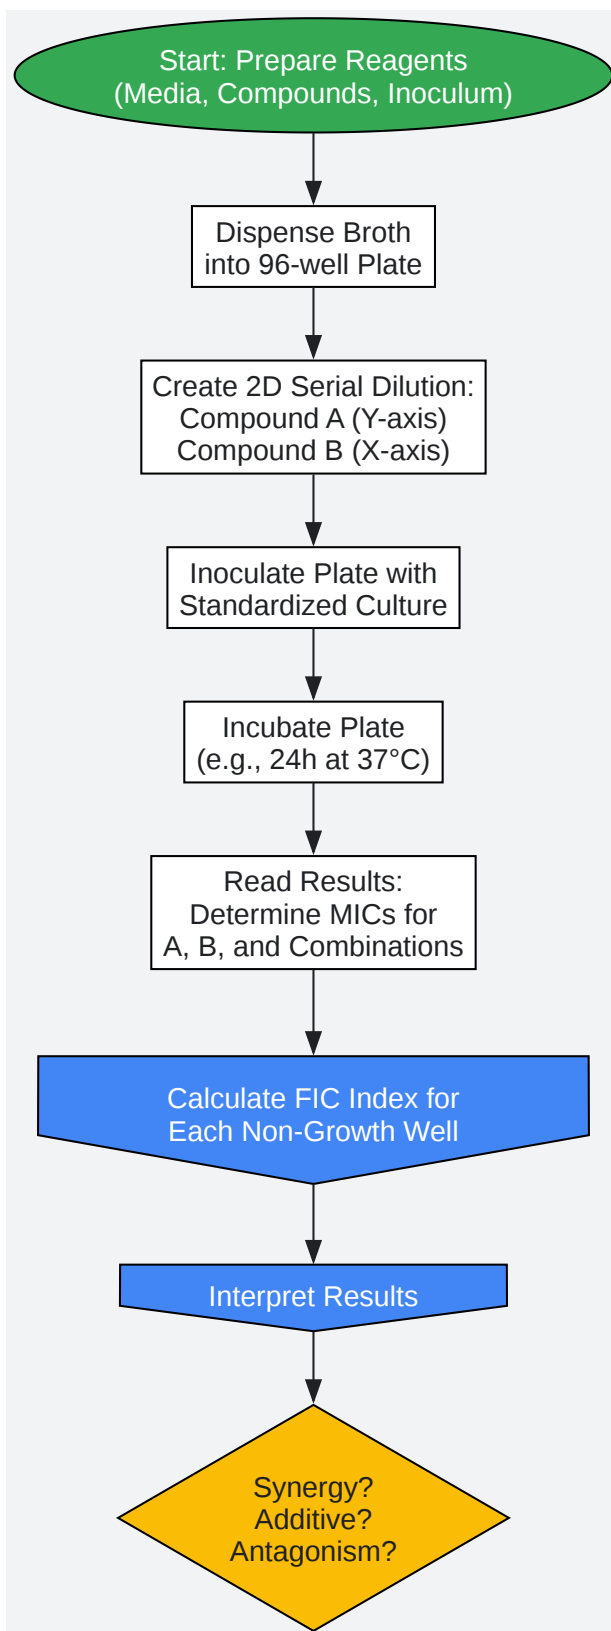 Start: Prepare Reagents
(Media, Compounds, Inoculum)
Dispense Broth
into 96-well Plate
Create 2D Serial Dilution:
Compound A (Y-axis)
Compound B (X-axis)
Inoculate Plate with
Standardized Culture
Incubate Plate
(e.g., 24h at 37°C)
Read Results:
Determine MICs for
A, B, and Combinations
Calculate FIC Index for
Each Non-Growth Well
Interpret Results
Synergy?
Additive?
Antagonism?